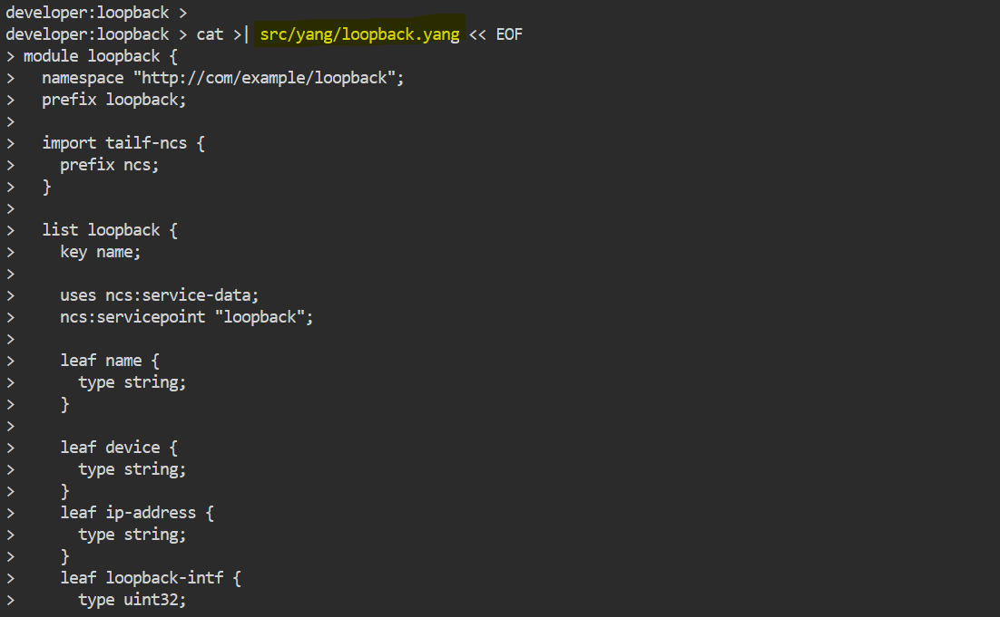 developer:loopback >
developer:loopback > cat >| src/yang/loopback.yang << EOF
> module loopback {
>   namespace "http://com/example/loopback";
>   prefix loopback;
>
>   import tailf-ncs {
>     prefix ncs;
>   }
>
>   list loopback {
>     key name;
>
>     uses ncs:service-data;
>     ncs:servicepoint "loopback";
>
>     leaf name {
>       type string;
>     }
>
>     leaf device {
>       type string;
>     }
>     leaf ip-address {
>       type string;
>     }
>     leaf loopback-intf {
>       type uint32;